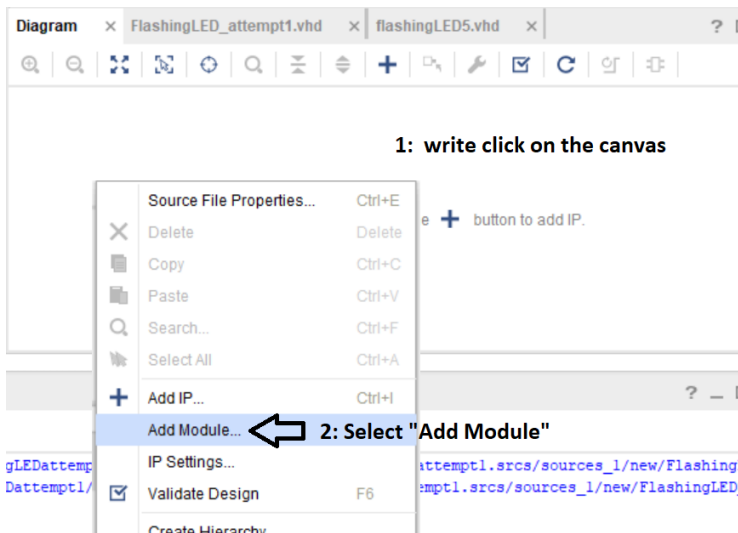 Diagram × FlashingLED_attempt1.vhd × flashingLED5.vhd × ?
1: write click on the canvas
Source File Properties... Ctrl+E
e + button to add IP.
Delete Delete
Copy Ctrl+C
Paste Ctrl+V
Search... Ctrl+F
Select All Ctrl+A
Add IP... Ctrl+I
? _
Add Module... 2: Select "Add Module"
IP Settings...
gLEDattemp attempt1.srcs/sources_1/new/Flashing
Validate Design F6
Dattempt1/ empt1.srcs/sources_1/new/FlashingLED
Create Hierarchy